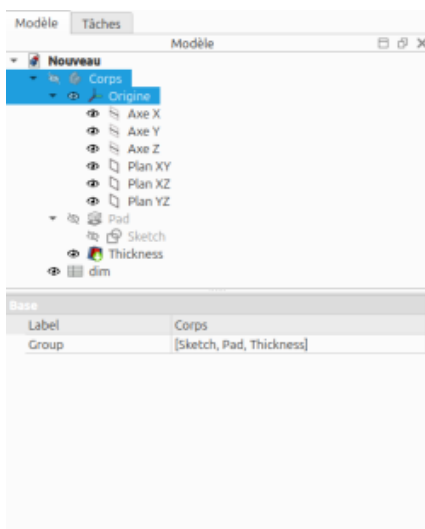 Modèle Tâches
Modèle
Nouveau
Corps
Origine
Axe X
Axe Y
Axe Z
Plan XY
Plan XZ
Plan YZ
Pad
Sketch
Thickness
dim
Base
Label Corps
Group [Sketch, Pad, Thickness]